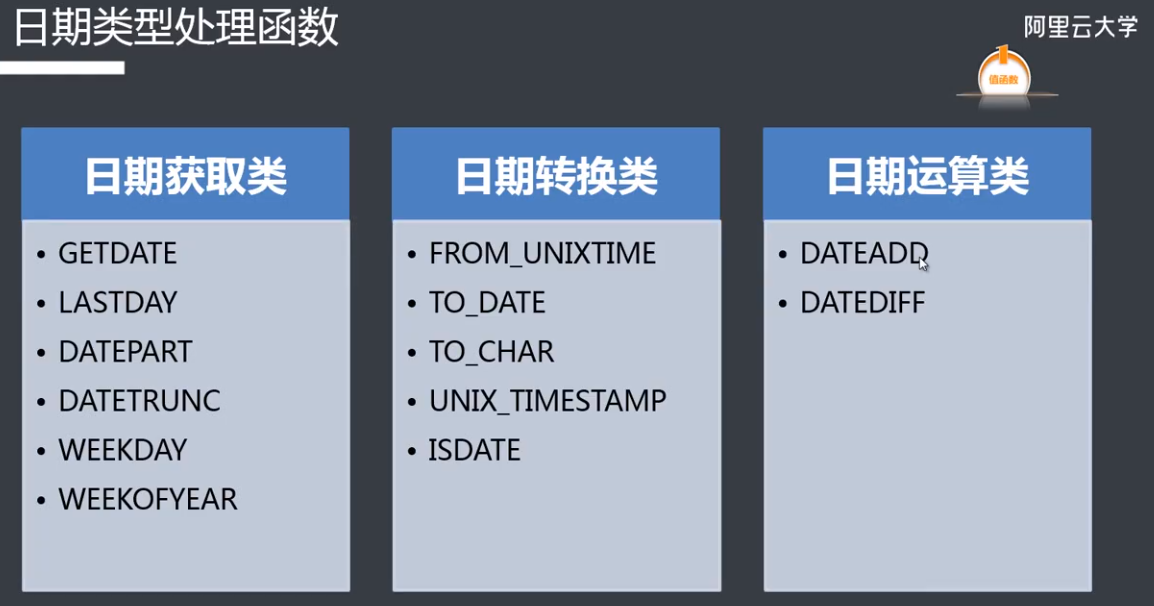 日期类型处理函数
阿里云大学
1
值函数
日期获取类
• GETDATE
• LASTDAY
• DATEPART
• DATETRUNC
• WEEKDAY
• WEEKOFYEAR
日期转换类
• FROM_UNIXTIME
• TO_DATE
• TO_CHAR
• UNIX_TIMESTAMP
• ISDATE
日期运算类
• DATEADD
• DATEDIFF